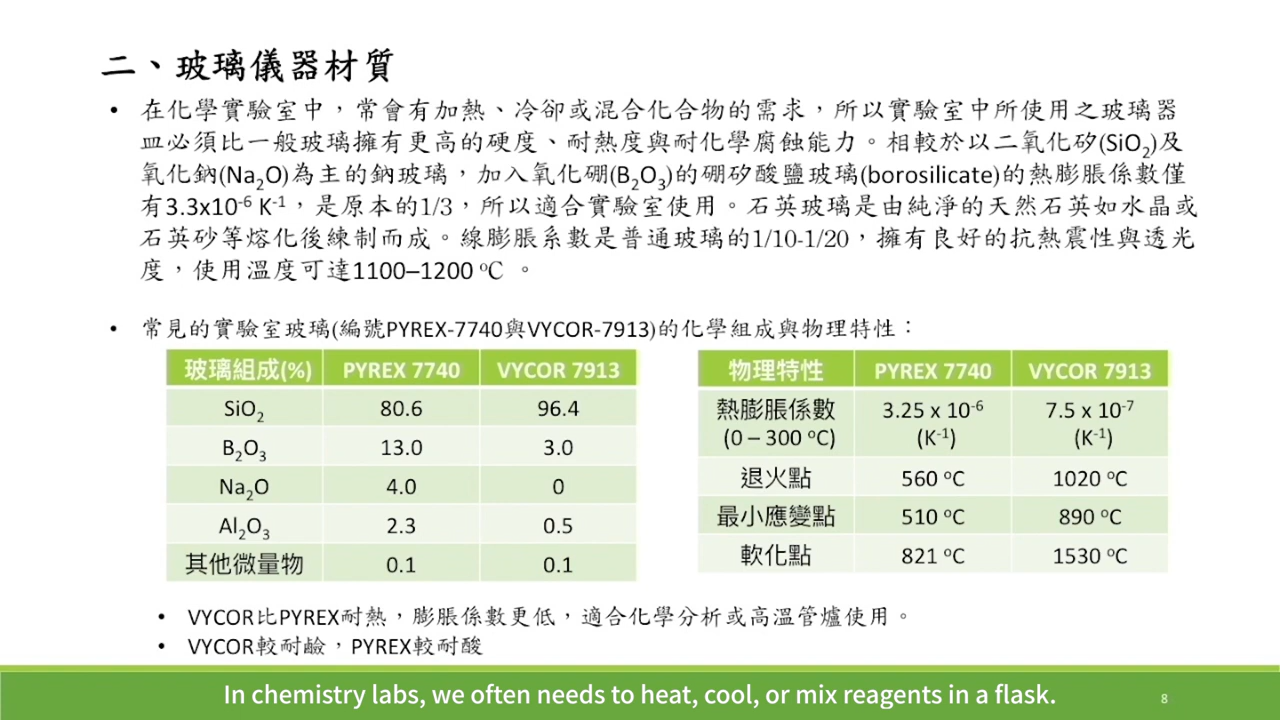 二、玻璃儀器材質
• 在化學實驗室中，常會有加熱、冷卻或混合化合物的需求，所以實驗室中所使用之玻璃器
皿必須比一般玻璃擁有更高的硬度、耐熱度與耐化學腐蝕能力。相較於以二氧化矽(SiO₂)及
氧化鈉(Na₂O)為主的鈉玻璃，加入氧化硼(B₂O₃)的硼矽酸鹽玻璃(borosilicate)的熱膨脹係數僅
有3.3x10⁻⁶ K⁻¹，是原本的1/3，所以適合實驗室使用。石英玻璃是由純淨的天然石英如水晶或
石英砂等熔化後練制而成。線膨脹系數是普通玻璃的1/10-1/20，擁有良好的抗熱震性與透光
度，使用溫度可達1100–1200 ℃ 。
• 常見的實驗室玻璃(編號PYREX-7740與VYCOR-7913)的化學組成與物理特性：
玻璃組成(%) PYREX 7740 VYCOR 7913
SiO₂ 80.6 96.4
B₂O₃ 13.0 3.0
Na₂O 4.0 0
Al₂O₃ 2.3 0.5
其他微量物 0.1 0.1
物理特性 PYREX 7740 VYCOR 7913
熱膨脹係數 3.25 x 10⁻⁶ 7.5 x 10⁻⁷
(0 – 300 ºC) (K⁻¹) (K⁻¹)
退火點 560 ºC 1020 ºC
最小應變點 510 ºC 890 ºC
軟化點 821 ºC 1530 ºC
• VYCOR比PYREX耐熱，膨脹係數更低，適合化學分析或高溫管爐使用。
• VYCOR較耐鹼，PYREX較耐酸
In chemistry labs, we often needs to heat, cool, or mix reagents in a flask.
8